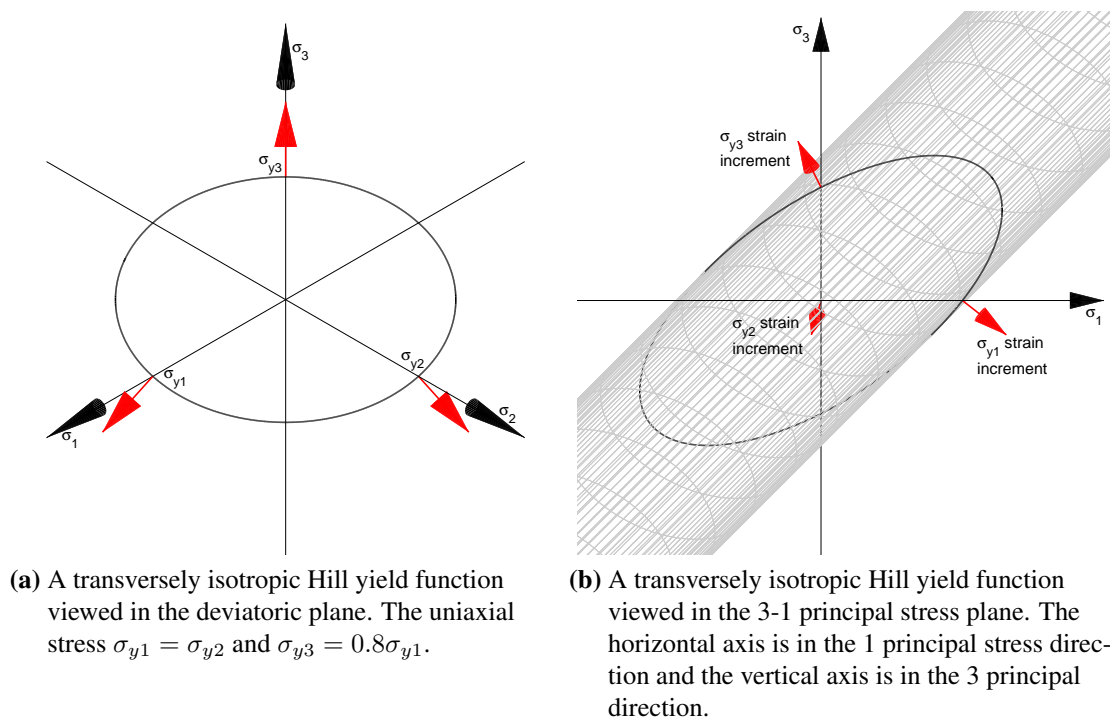 σ3
σy3
σy1
σy2
σ1
σ2
σ3
σy3 strain
increment
σy2 strain
increment
σ1
σy1 strain
increment
(a) A transversely isotropic Hill yield function
viewed in the deviatoric plane. The uniaxial
stress σy1 = σy2 and σy3 = 0.8σy1.
(b) A transversely isotropic Hill yield function
viewed in the 3-1 principal stress plane. The
horizontal axis is in the 1 principal stress direc-
tion and the vertical axis is in the 3 principal
direction.